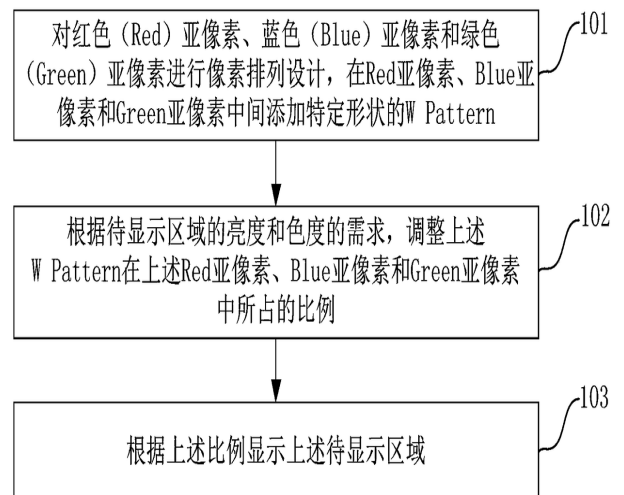 对红色（Red）亚像素、蓝色（Blue）亚像素和绿色
（Green）亚像素进行像素排列设计，在Red亚像素、Blue亚
像素和Green亚像素中间添加特定形状的W Pattern
101
根据待显示区域的亮度和色度的需求，调整上述
W Pattern在上述Red亚像素、Blue亚像素和Green亚像素
中所占的比例
102
根据上述比例显示上述待显示区域
103